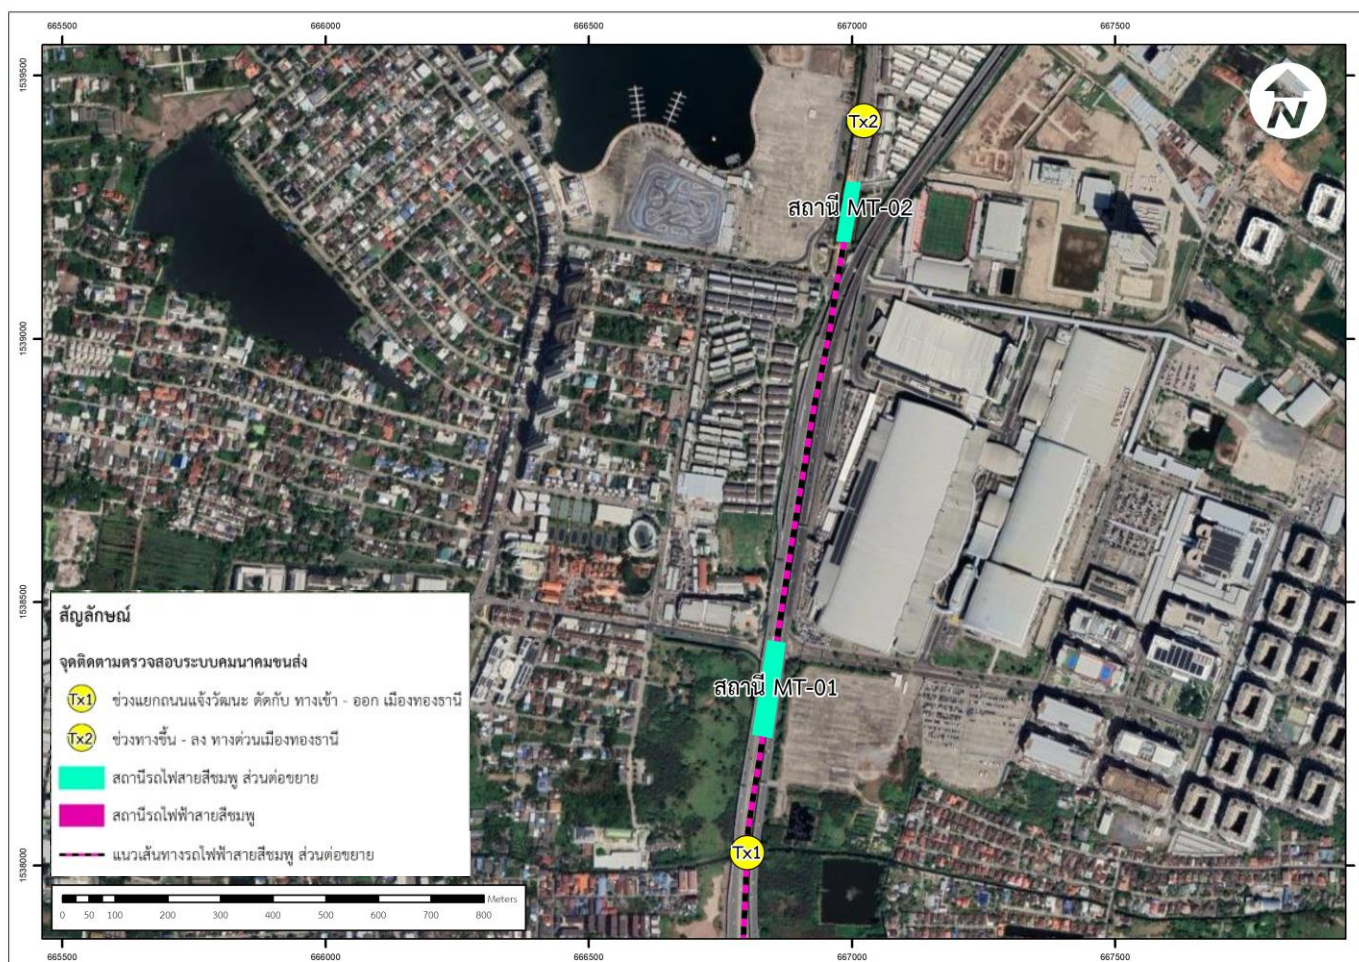 665500 666000 666500 667000 667500
1539500
Tx2
N
สถานี MT-02
1539000
1538500
สถานี MT-01
1538000
Tx1
สัญลักษณ์
จุดติดตามตรวจสอบระบบคมนาคมขนส่ง
Tx1 ช่วงแยกถนนแจ้งวัฒนะ ตัดกับ ทางเข้า - ออก เมืองทองธานี
Tx2 ช่วงทางขึ้น - ลง ทางด่วนเมืองทองธานี
สถานีรถไฟสายสีชมพู ส่วนต่อขยาย
สถานีรถไฟฟ้าสายสีชมพู
แนวเส้นทางรถไฟฟ้าสายสีชมพู ส่วนต่อขยาย
Meters
0 50 100 200 300 400 500 600 700 800
665500 666000 666500 667000 667500